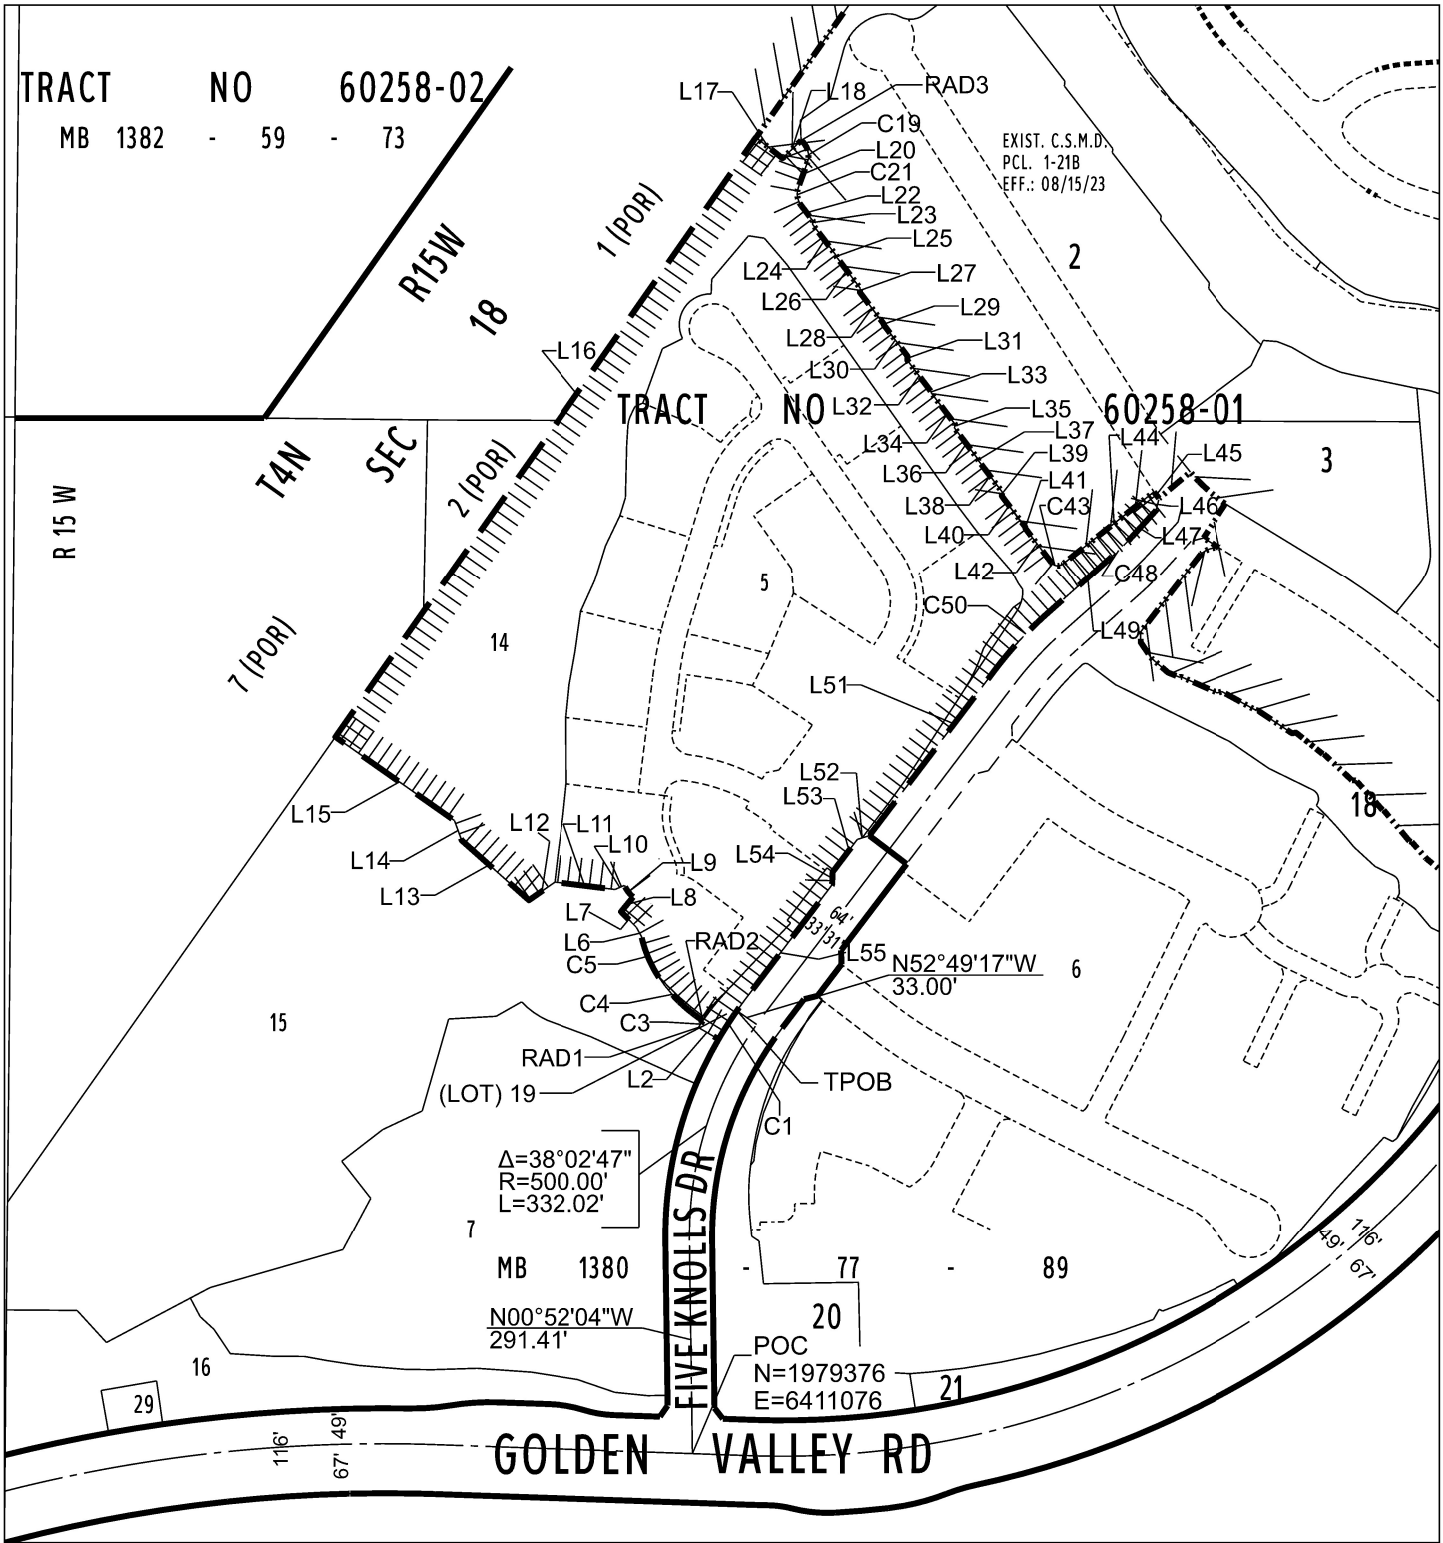 TRACT NO 60258-02
MB 1382 - 59 - 73
R15W
18
1 (POR)
L17
L18
RAD3
C19
L20
C21
L22
L23
L25
L24
L27
L26
L29
L28
L31
L30
L33
L32
L35
L34
L37
L36
L39
L38
L41
L40
C43
L42
L44
L45
L46
L47
C48
L49
C50
EXIST. C.S.M.D.
PCL. 1-21B
EFF.: 08/15/23
2
3
L16
TRACT NO 60258-01
T4N SEC
2 (POR)
R 15 W
7 (POR)
14
5
L51
L52
L53
L54
18
L15
L14
L13
L12
L11
L10
L9
L8
L7
L6
C5
C4
C3
RAD2
RAD1
L2
(LOT) 19
64'
33' 31'
L55
N52°49'17"W
33.00'
6
TPOB
C1
15
Δ=38°02'47"
R=500.00'
L=332.02'
FIVE KNOLLS DR
7
MB 1380 - 77 - 89
N00°52'04"W
291.41'
20
POC
N=1979376
E=6411076
21
16
29
116'
67' 49'
116'
49' 67'
GOLDEN VALLEY RD